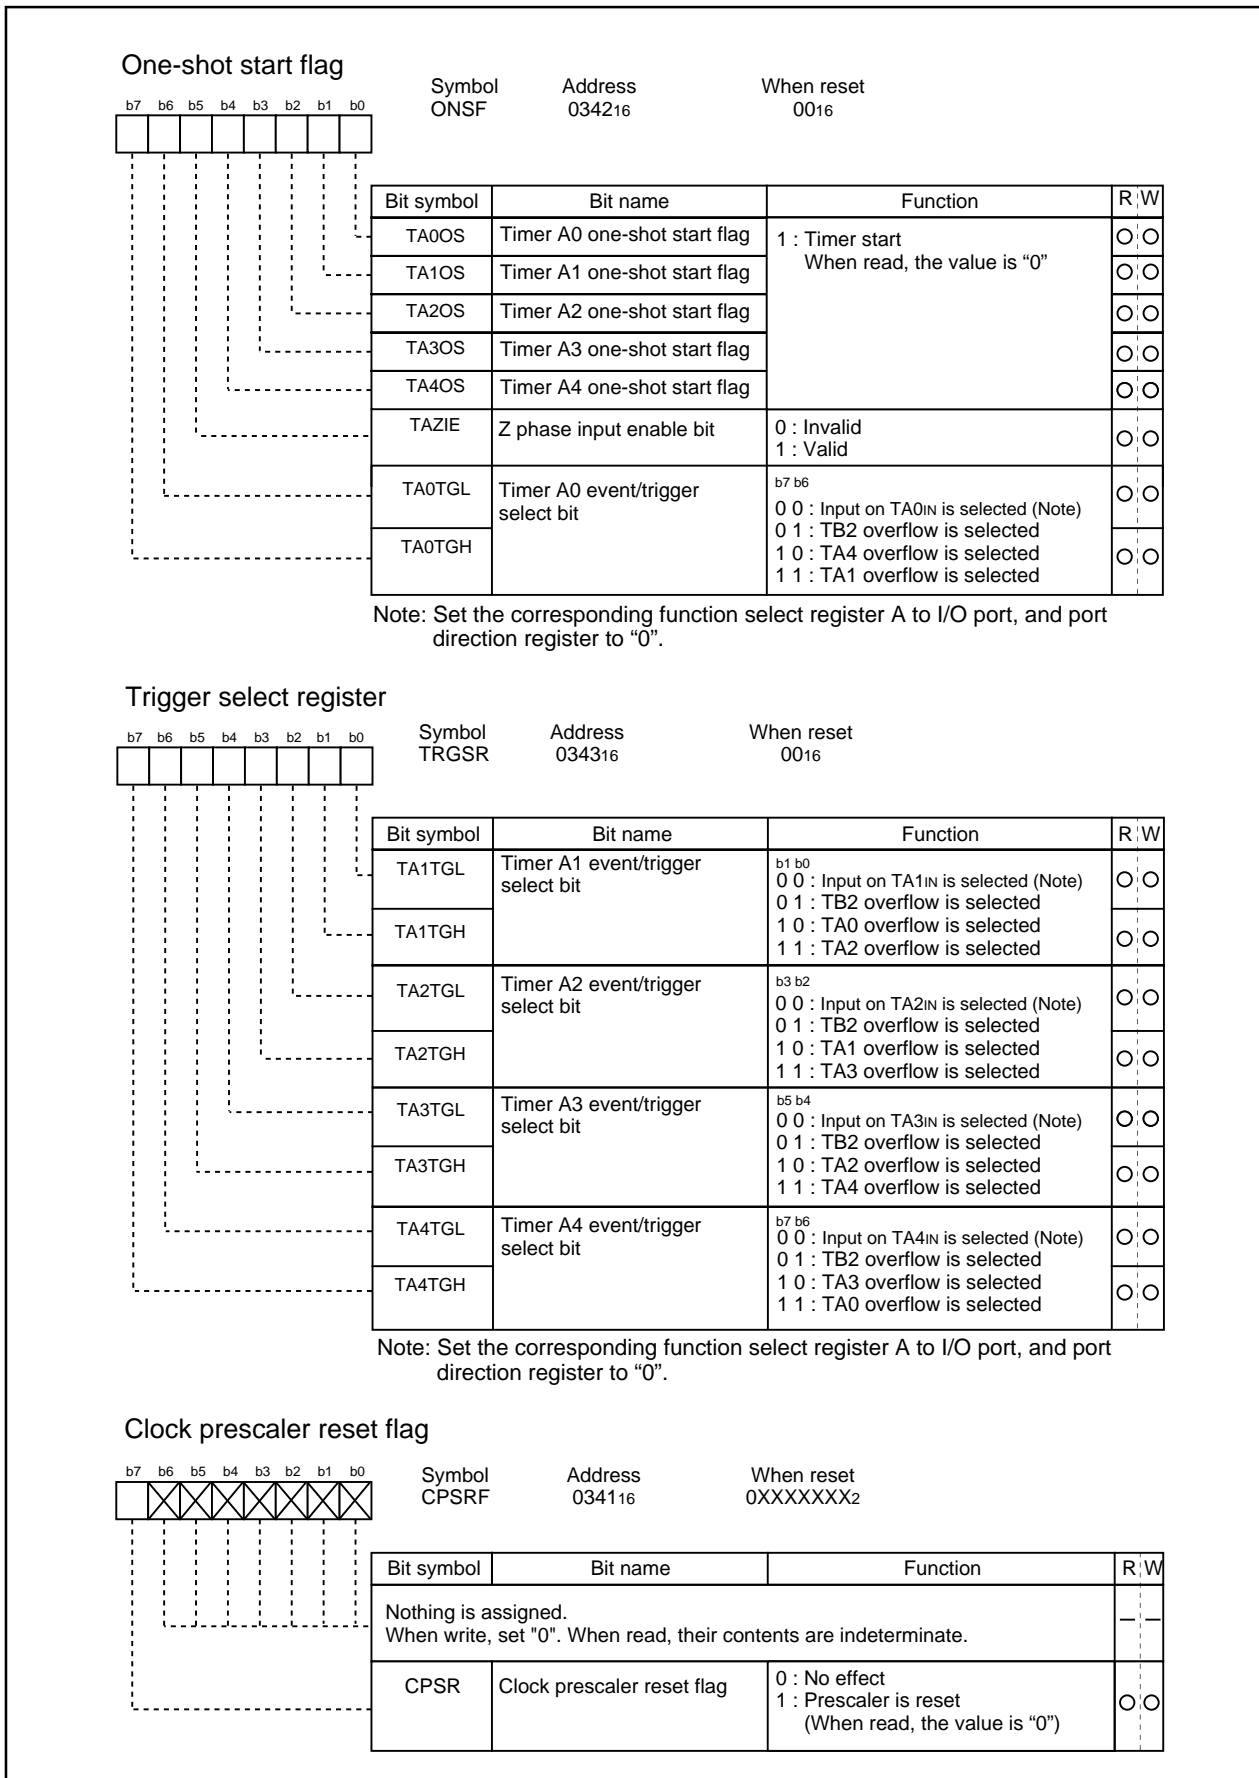 One-shot start flag
Symbol Address When reset
ONSF 034216 0016
b7 b6 b5 b4 b3 b2 b1 b0
Bit symbol Bit name Function R W
TA0OS Timer A0 one-shot start flag 1 : Timer start
When read, the value is “0”
TA1OS Timer A1 one-shot start flag
TA2OS Timer A2 one-shot start flag
TA3OS Timer A3 one-shot start flag
TA4OS Timer A4 one-shot start flag
TAZIE Z phase input enable bit 0 : Invalid
1 : Valid
TA0TGL Timer A0 event/trigger
select bit
b7 b6
0 0 : Input on TA0IN is selected (Note)
0 1 : TB2 overflow is selected
TA0TGH 1 0 : TA4 overflow is selected
1 1 : TA1 overflow is selected
Note: Set the corresponding function select register A to I/O port, and port
direction register to “0”.
Trigger select register
Symbol Address When reset
TRGSR 034316 0016
b7 b6 b5 b4 b3 b2 b1 b0
Bit symbol Bit name Function R W
TA1TGL Timer A1 event/trigger
select bit
b1 b0
0 0 : Input on TA1IN is selected (Note)
0 1 : TB2 overflow is selected
TA1TGH 1 0 : TA0 overflow is selected
1 1 : TA2 overflow is selected
TA2TGL Timer A2 event/trigger
select bit
b3 b2
0 0 : Input on TA2IN is selected (Note)
0 1 : TB2 overflow is selected
TA2TGH 1 0 : TA1 overflow is selected
1 1 : TA3 overflow is selected
TA3TGL Timer A3 event/trigger
select bit
b5 b4
0 0 : Input on TA3IN is selected (Note)
0 1 : TB2 overflow is selected
TA3TGH 1 0 : TA2 overflow is selected
1 1 : TA4 overflow is selected
TA4TGL Timer A4 event/trigger
select bit
b7 b6
0 0 : Input on TA4IN is selected (Note)
0 1 : TB2 overflow is selected
TA4TGH 1 0 : TA3 overflow is selected
1 1 : TA0 overflow is selected
Note: Set the corresponding function select register A to I/O port, and port
direction register to “0”.
Clock prescaler reset flag
b7 b6 b5 b4 b3 b2 b1 b0
Symbol Address When reset
CPSRF 034116 0XXXXXXX2
Bit symbol Bit name Function R W
Nothing is assigned.
When write, set "0". When read, their contents are indeterminate. — —
CPSR Clock prescaler reset flag 0 : No effect
1 : Prescaler is reset
(When read, the value is “0”)